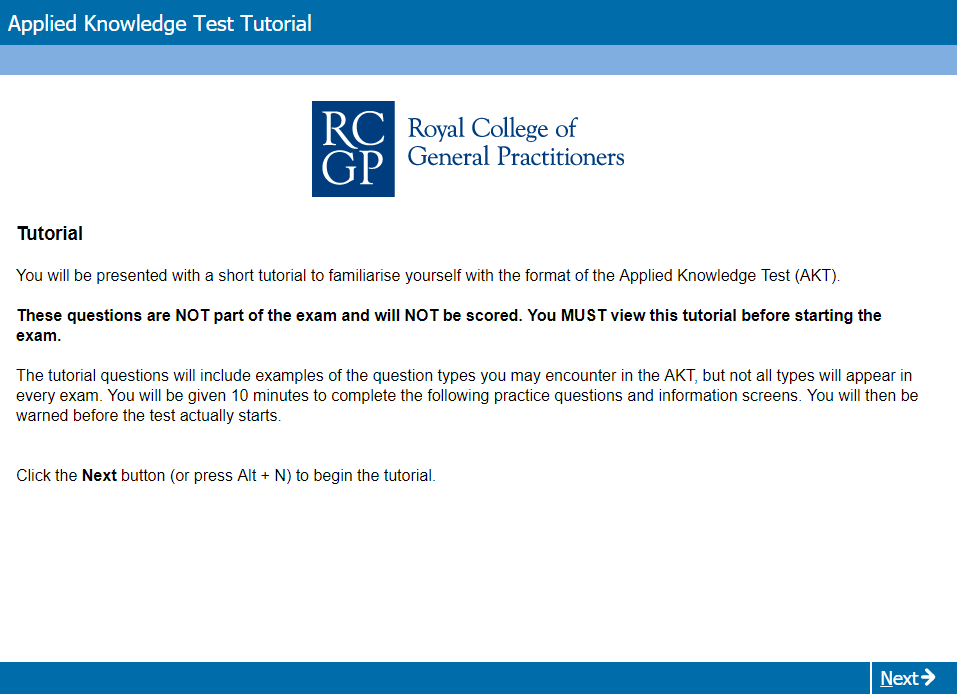 Applied Knowledge Test Tutorial
RC
GP
Royal College of
General Practitioners
Tutorial
You will be presented with a short tutorial to familiarise yourself with the format of the Applied Knowledge Test (AKT).
These questions are NOT part of the exam and will NOT be scored. You MUST view this tutorial before starting the
exam.
The tutorial questions will include examples of the question types you may encounter in the AKT, but not all types will appear in
every exam. You will be given 10 minutes to complete the following practice questions and information screens. You will then be
warned before the test actually starts.
Click the Next button (or press Alt + N) to begin the tutorial.
Next